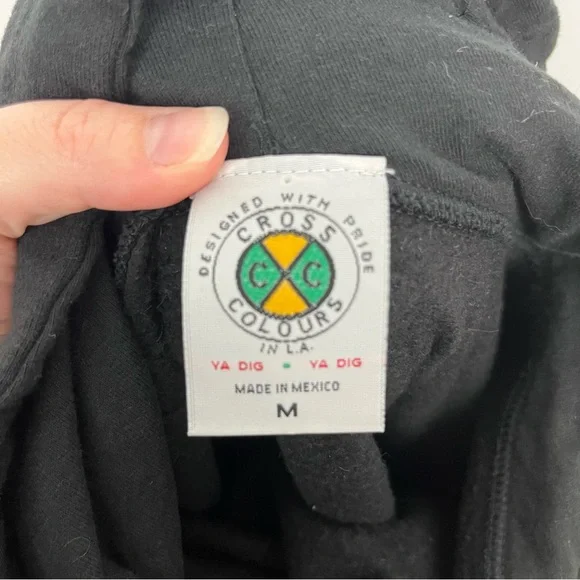 DESIGNED WITH PRIDE
CROSS
C C
COLOURS
IN L.A.
YA DIG YA DIG
MADE IN MEXICO
M